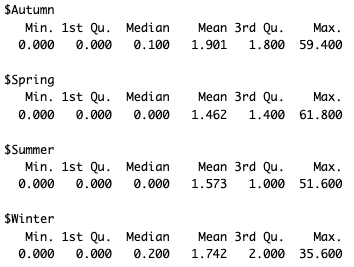 $Autumn
Min. 1st Qu. Median Mean 3rd Qu. Max.
0.000 0.000 0.100 1.901 1.800 59.400
$Spring
Min. 1st Qu. Median Mean 3rd Qu. Max.
0.000 0.000 0.000 1.462 1.400 61.800
$Summer
Min. 1st Qu. Median Mean 3rd Qu. Max.
0.000 0.000 0.000 1.573 1.000 51.600
$Winter
Min. 1st Qu. Median Mean 3rd Qu. Max.
0.000 0.000 0.200 1.742 2.000 35.600